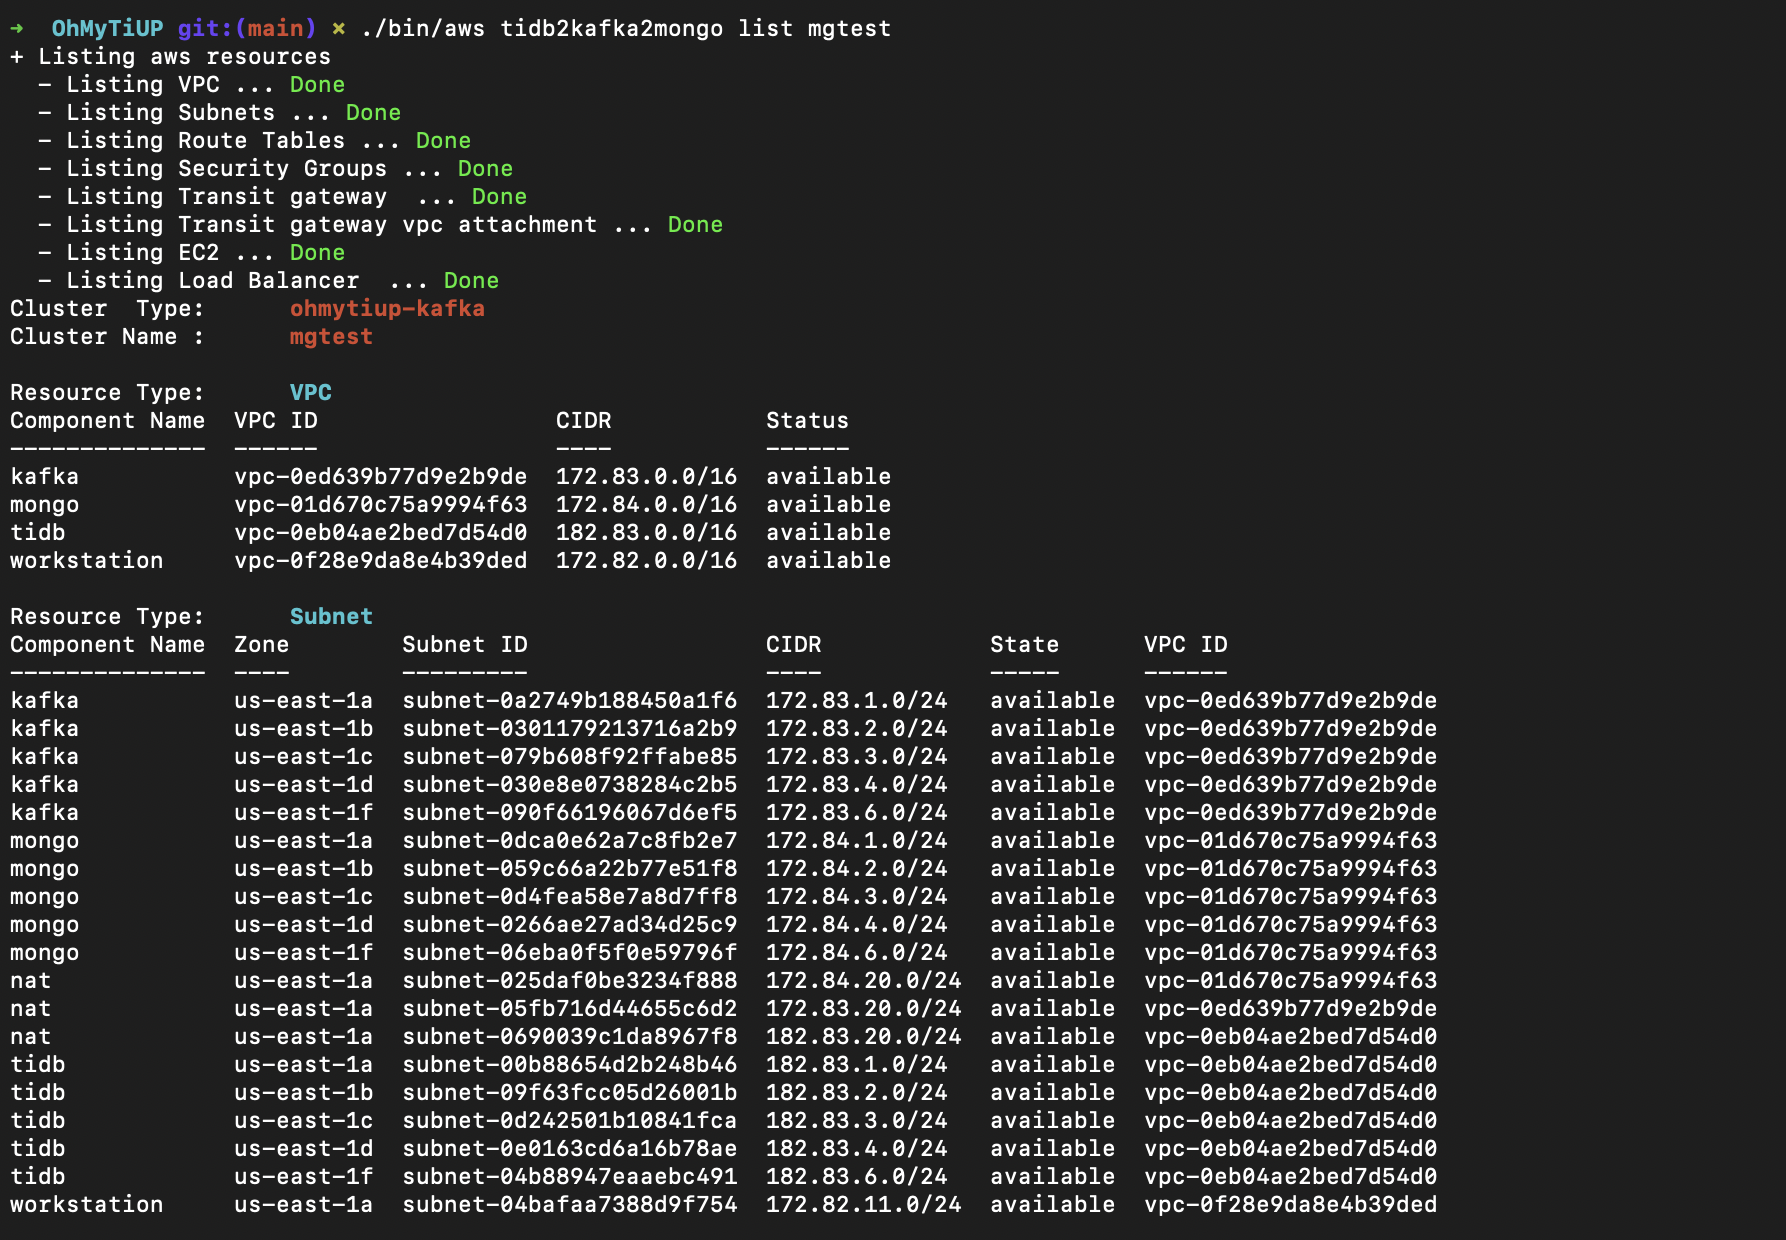 ➜  OhMyTiUP git:(main) × ./bin/aws tidb2kafka2mongo list mgtest
+ Listing aws resources
  - Listing VPC ... Done
  - Listing Subnets ... Done
  - Listing Route Tables ... Done
  - Listing Security Groups ... Done
  - Listing Transit gateway  ... Done
  - Listing Transit gateway vpc attachment ... Done
  - Listing EC2 ... Done
  - Listing Load Balancer  ... Done
Cluster  Type:      ohmytiup-kafka
Cluster Name :      mgtest

Resource Type:      VPC
Component Name  VPC ID                 CIDR           Status
--------------  ------                 ----           ------
kafka           vpc-0ed639b77d9e2b9de  172.83.0.0/16  available
mongo           vpc-01d670c75a9994f63  172.84.0.0/16  available
tidb            vpc-0eb04ae2bed7d54d0  182.83.0.0/16  available
workstation     vpc-0f28e9da8e4b39ded  172.82.0.0/16  available

Resource Type:      Subnet
Component Name  Zone        Subnet ID                 CIDR            State      VPC ID
--------------  ----        ---------                 ----            -----      ------
kafka           us-east-1a  subnet-0a2749b188450a1f6  172.83.1.0/24   available  vpc-0ed639b77d9e2b9de
kafka           us-east-1b  subnet-0301179213716a2b9  172.83.2.0/24   available  vpc-0ed639b77d9e2b9de
kafka           us-east-1c  subnet-079b608f92ffabe85  172.83.3.0/24   available  vpc-0ed639b77d9e2b9de
kafka           us-east-1d  subnet-030e8e0738284c2b5  172.83.4.0/24   available  vpc-0ed639b77d9e2b9de
kafka           us-east-1f  subnet-090f66196067d6ef5  172.83.6.0/24   available  vpc-0ed639b77d9e2b9de
mongo           us-east-1a  subnet-0dca0e62a7c8fb2e7  172.84.1.0/24   available  vpc-01d670c75a9994f63
mongo           us-east-1b  subnet-059c66a22b77e51f8  172.84.2.0/24   available  vpc-01d670c75a9994f63
mongo           us-east-1c  subnet-0d4fea58e7a8d7ff8  172.84.3.0/24   available  vpc-01d670c75a9994f63
mongo           us-east-1d  subnet-0266ae27ad34d25c9  172.84.4.0/24   available  vpc-01d670c75a9994f63
mongo           us-east-1f  subnet-06eba0f5f0e59796f  172.84.6.0/24   available  vpc-01d670c75a9994f63
nat             us-east-1a  subnet-025daf0be3234f888  172.84.20.0/24  available  vpc-01d670c75a9994f63
nat             us-east-1a  subnet-05fb716d44655c6d2  172.83.20.0/24  available  vpc-0ed639b77d9e2b9de
nat             us-east-1a  subnet-0690039c1da8967f8  182.83.20.0/24  available  vpc-0eb04ae2bed7d54d0
tidb            us-east-1a  subnet-00b88654d2b248b46  182.83.1.0/24   available  vpc-0eb04ae2bed7d54d0
tidb            us-east-1b  subnet-09f63fcc05d26001b  182.83.2.0/24   available  vpc-0eb04ae2bed7d54d0
tidb            us-east-1c  subnet-0d242501b10841fca  182.83.3.0/24   available  vpc-0eb04ae2bed7d54d0
tidb            us-east-1d  subnet-0e0163cd6a16b78ae  182.83.4.0/24   available  vpc-0eb04ae2bed7d54d0
tidb            us-east-1f  subnet-04b88947eaaebc491  182.83.6.0/24   available  vpc-0eb04ae2bed7d54d0
workstation     us-east-1a  subnet-04bafaa7388d9f754  172.82.11.0/24  available  vpc-0f28e9da8e4b39ded